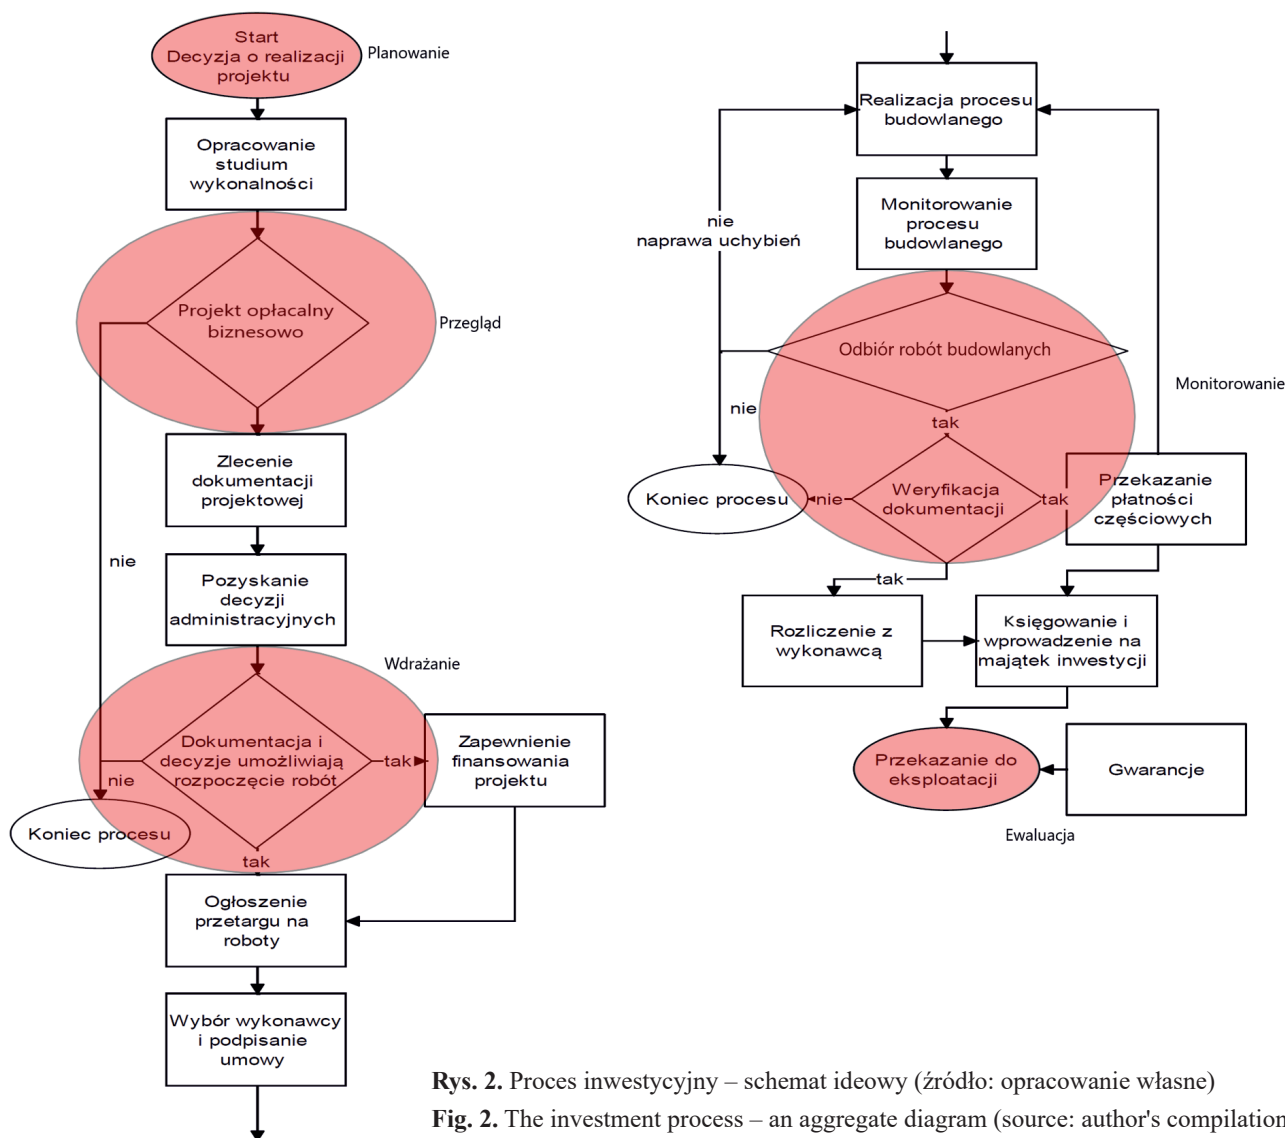 Start
Decyzja o realizacji
projektu
Planowanie
Opracowanie
studium
wykonalności
Projekt opłacalny
biznesowo
Przegląd
Zlecenie
dokumentacji
projektowej
nie
Pozyskanie
decyzji
administracyjnych
Wdrażanie
Dokumentacja i
decyzje umożliwiają
rozpoczęcie robót
tak
Zapewnienie
finansowania
projektu
nie
Koniec procesu
tak
Ogłoszenie
przetargu na
roboty
Wybór wykonawcy
i podpisanie
umowy
Realizacja procesu
budowlanego
Monitorowanie
procesu
budowlanego
nie
naprawa uchybień
Odbiór robót budowlanych
Monitorowanie
nie
tak
Koniec procesu
nie
Weryfikacja
dokumentacji
tak
Przekazanie
płatności
częściowych
tak
Rozliczenie z
wykonawcą
Księgowanie i
wprowadzenie na
majątek inwestycji
Przekazanie do
eksploatacji
Gwarancje
Ewaluacja
Rys. 2. Proces inwestycyjny – schemat ideowy (źródło: opracowanie własne)
Fig. 2. The investment process – an aggregate diagram (source: author's compilation